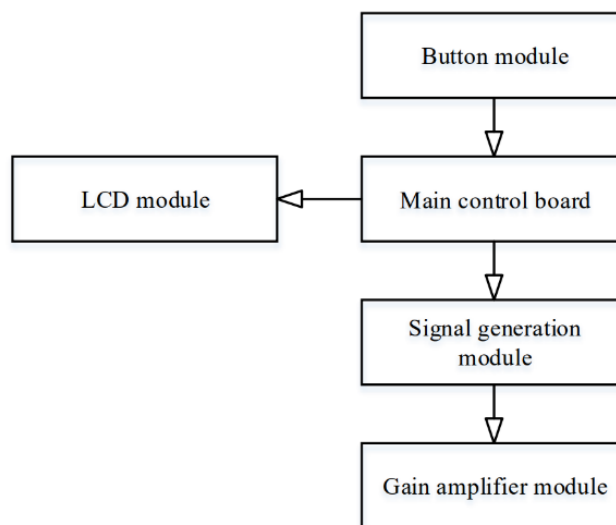 Button module
LCD module
Main control board
Signal generation
module
Gain amplifier module